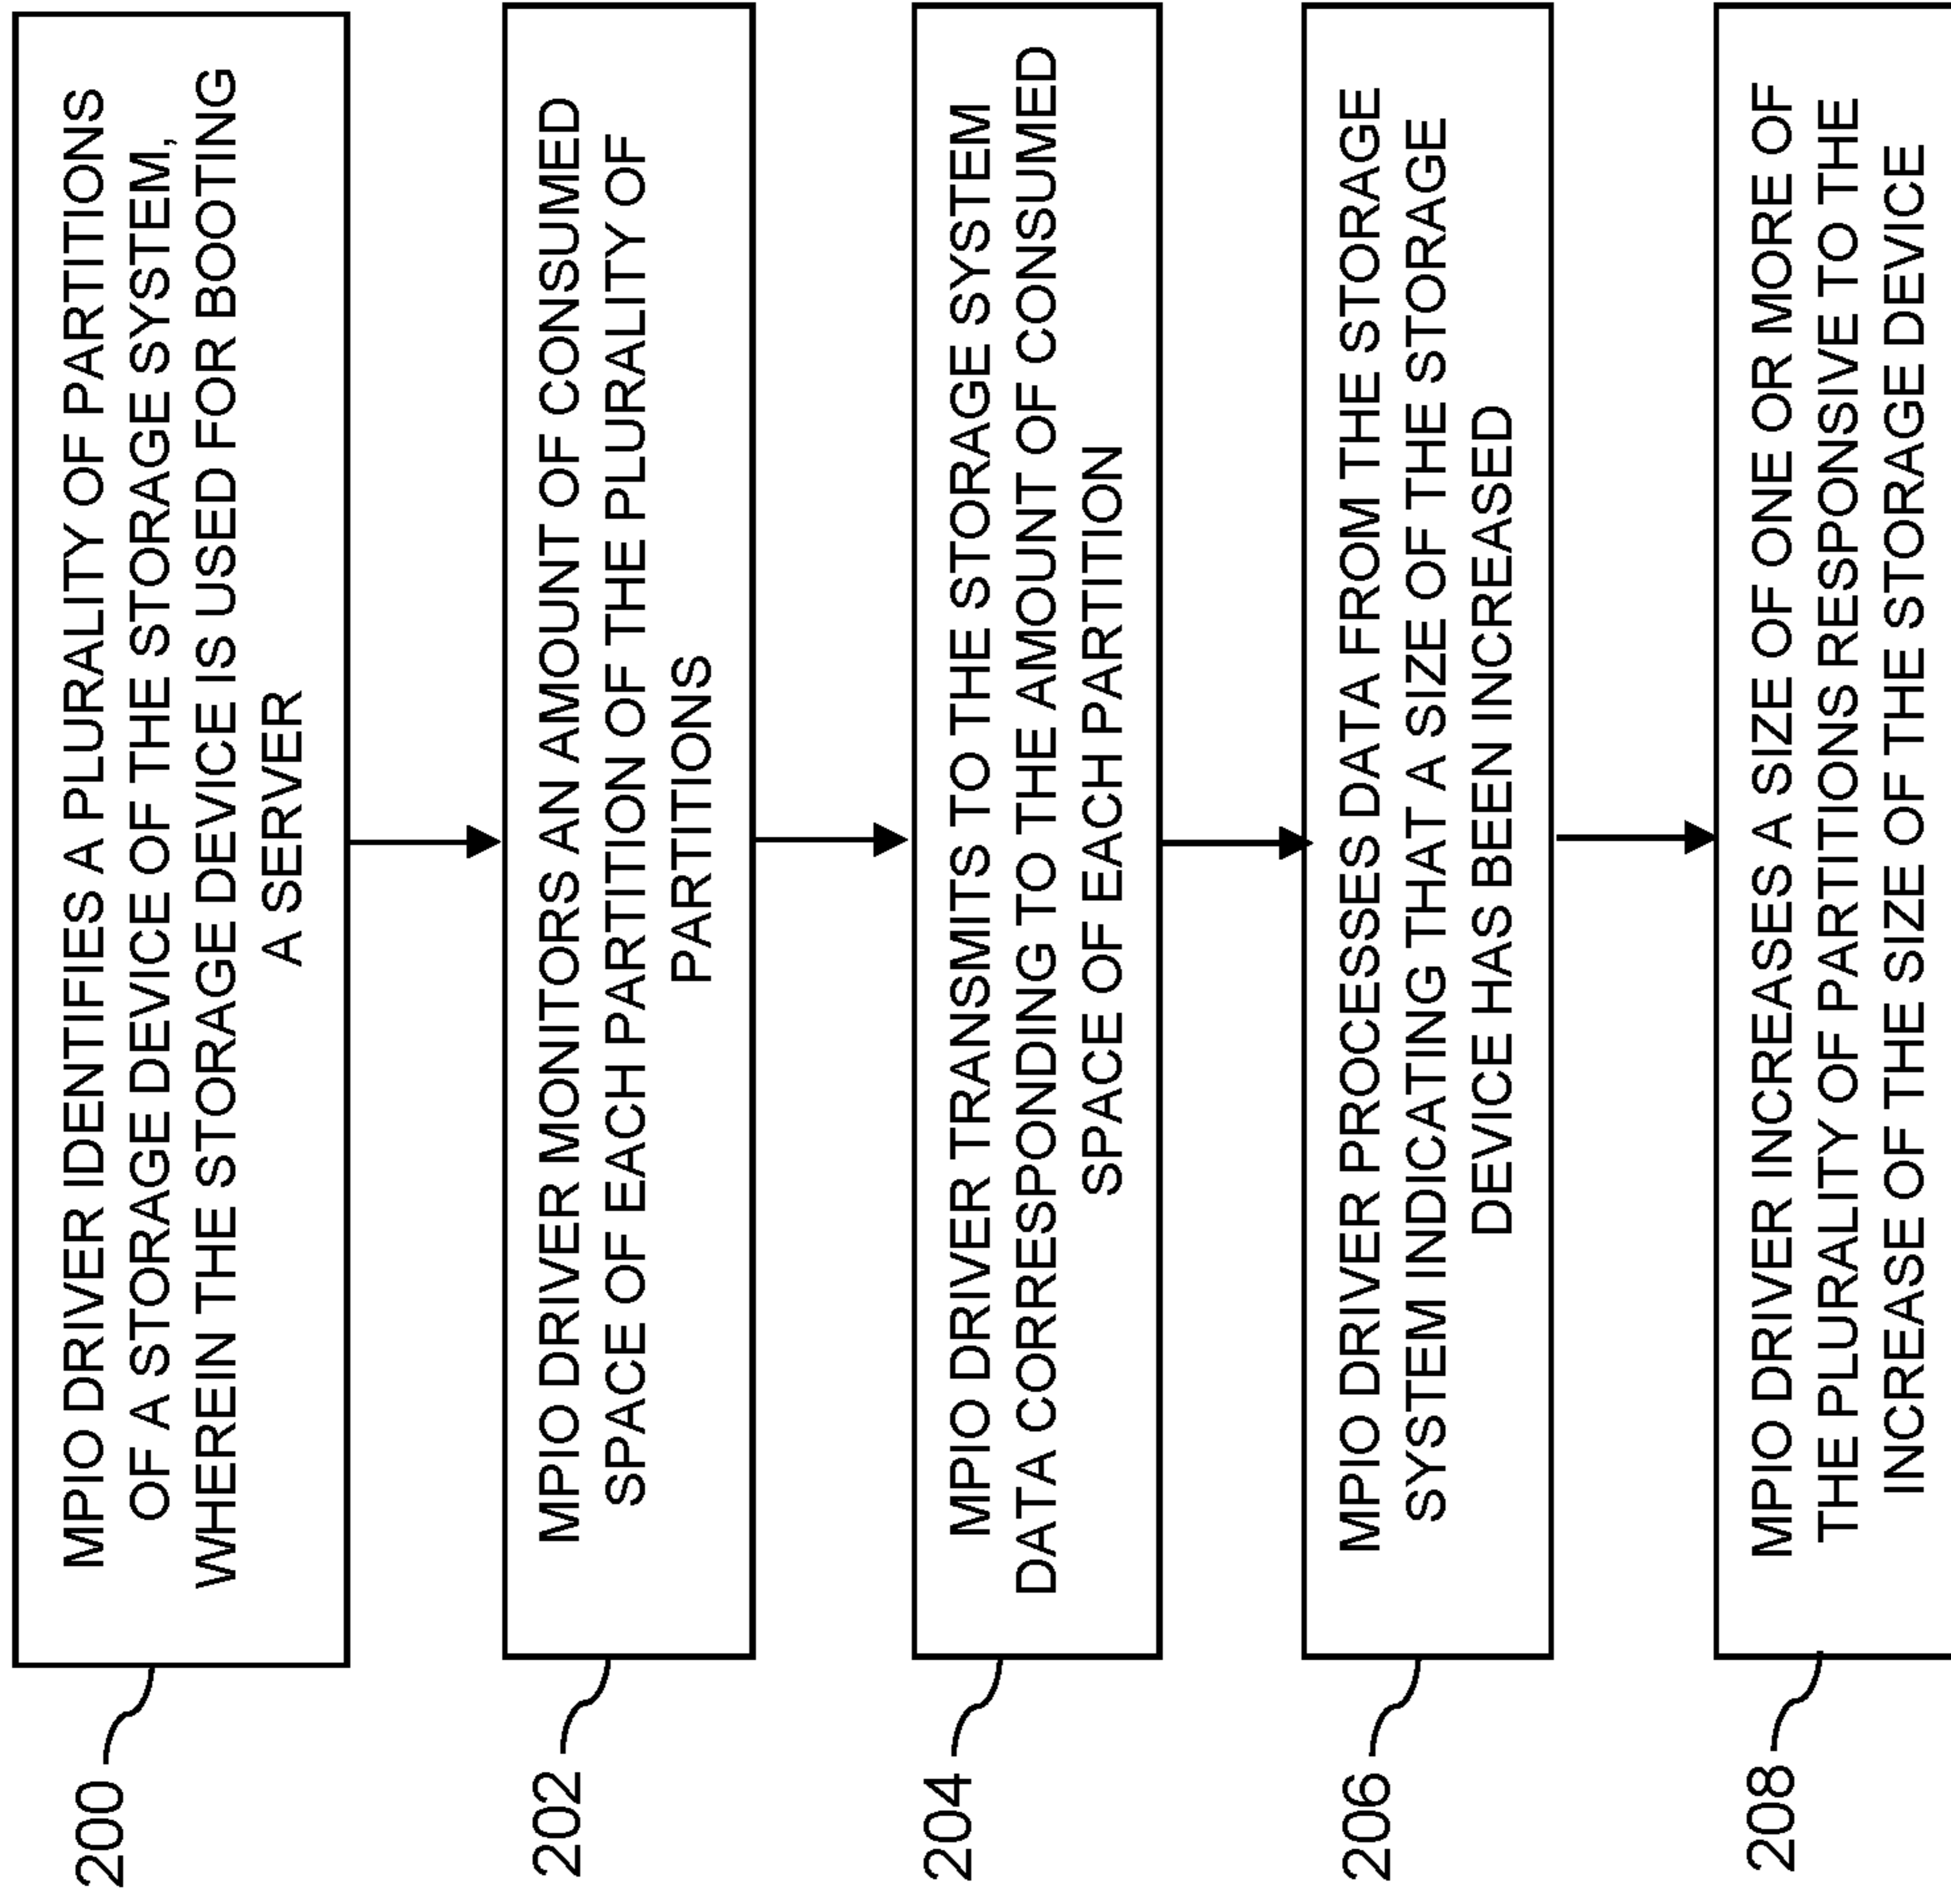 200
MPIO DRIVER IDENTIFIES A PLURALITY OF PARTITIONS
OF A STORAGE DEVICE OF THE STORAGE SYSTEM,
WHEREIN THE STORAGE DEVICE IS USED FOR BOOTING
A SERVER
202
MPIO DRIVER MONITORS AN AMOUNT OF CONSUMED
SPACE OF EACH PARTITION OF THE PLURALITY OF
PARTITIONS
204
MPIO DRIVER TRANSMITS TO THE STORAGE SYSTEM
DATA CORRESPONDING TO THE AMOUNT OF CONSUMED
SPACE OF EACH PARTITION
206
MPIO DRIVER PROCESSES DATA FROM THE STORAGE
SYSTEM INDICATING THAT A SIZE OF THE STORAGE
DEVICE HAS BEEN INCREASED
208
MPIO DRIVER INCREASES A SIZE OF ONE OR MORE OF
THE PLURALITY OF PARTITIONS RESPONSIVE TO THE
INCREASE OF THE SIZE OF THE STORAGE DEVICE